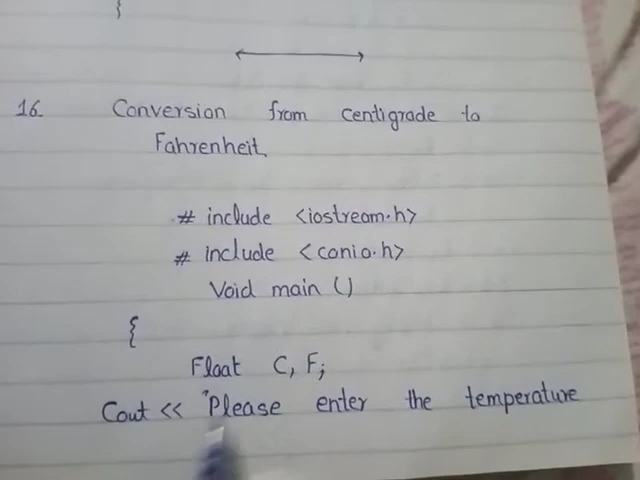 }
16 Conversion from centigrade to
Fahrenheit.
# include <iostream.h>
# include <conio.h>
Void main ()
{
Float C, F;
Cout << "Please enter the temperature